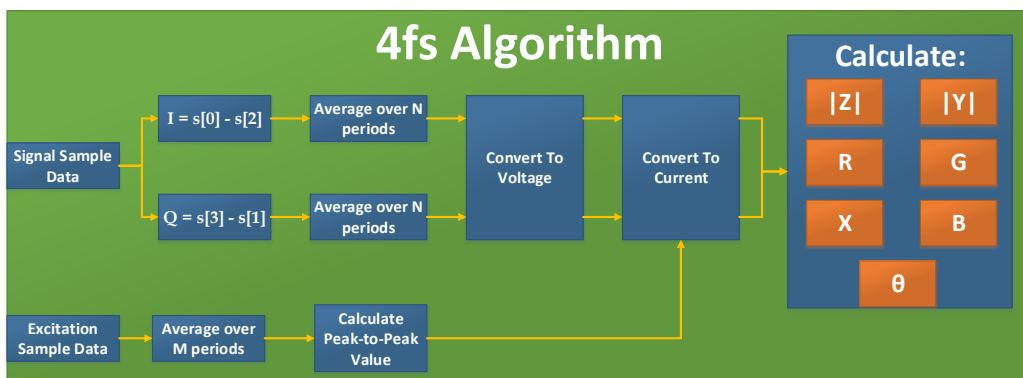 4fs Algorithm
Signal Sample
Data
I = s[0] - s[2]
Average over N
periods
Q = s[3] - s[1]
Average over N
periods
Convert To
Voltage
Convert To
Current
Excitation
Sample Data
Average over
M periods
Calculate
Peak-to-Peak
Value
Calculate:
|Z|
|Y|
R
G
X
B
θ